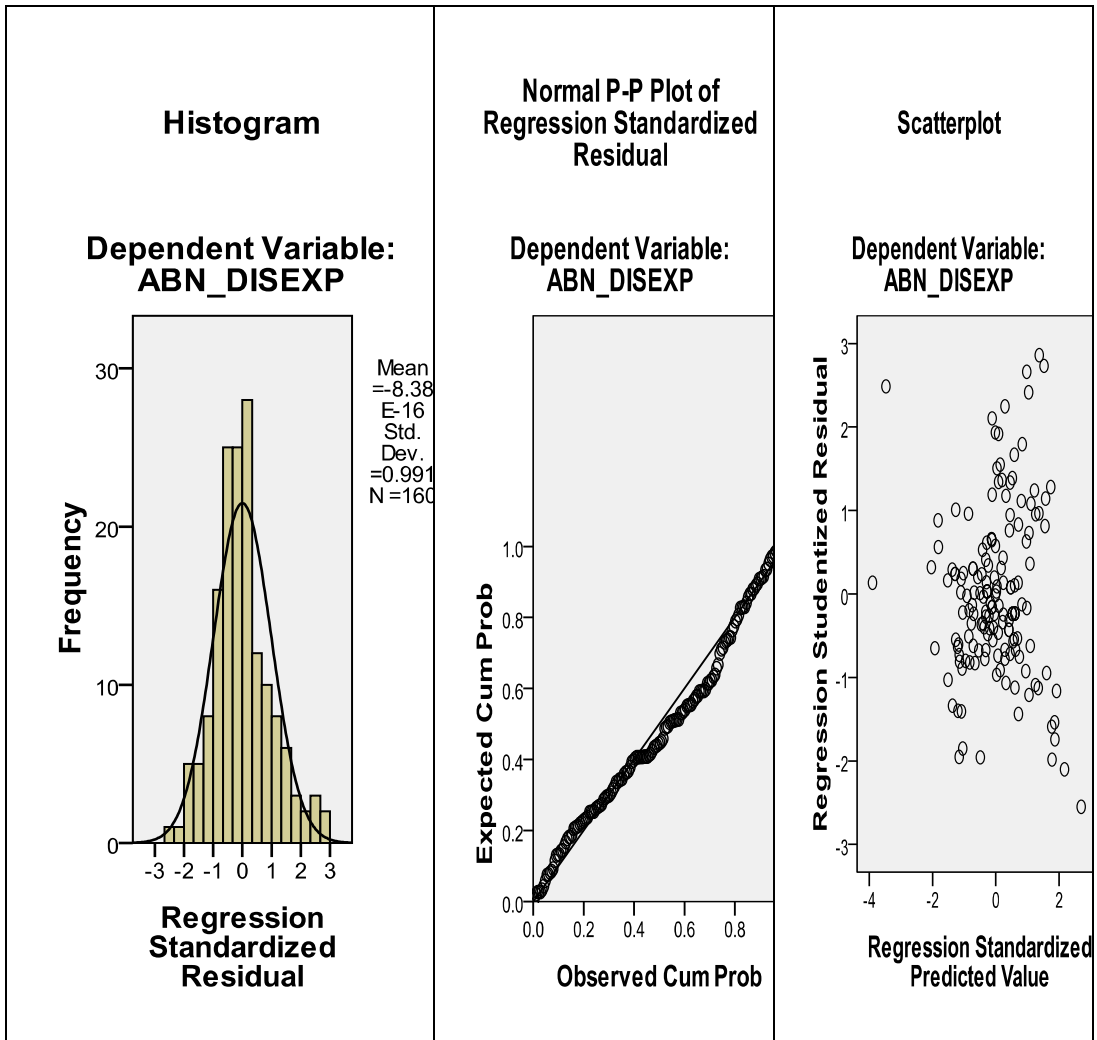 Histogram
Dependent Variable:
ABN_DISEXP
30
20
10
0
Frequency
-3 -2 -1 0 1 2 3
Regression
Standardized
Residual
Mean
=-8.38
E-16
Std.
Dev.
=0.991
N =160
Normal P-P Plot of
Regression Standardized
Residual
Dependent Variable:
ABN_DISEXP
1.0
0.8
0.6
0.4
0.2
0.0
Expected Cum Prob
0.0 0.2 0.4 0.6 0.8
Observed Cum Prob
Scatterplot
Dependent Variable:
ABN_DISEXP
3
2
1
0
-1
-2
-3
Regression Studentized Residual
-4 -2 0 2
Regression Standardized
Predicted Value